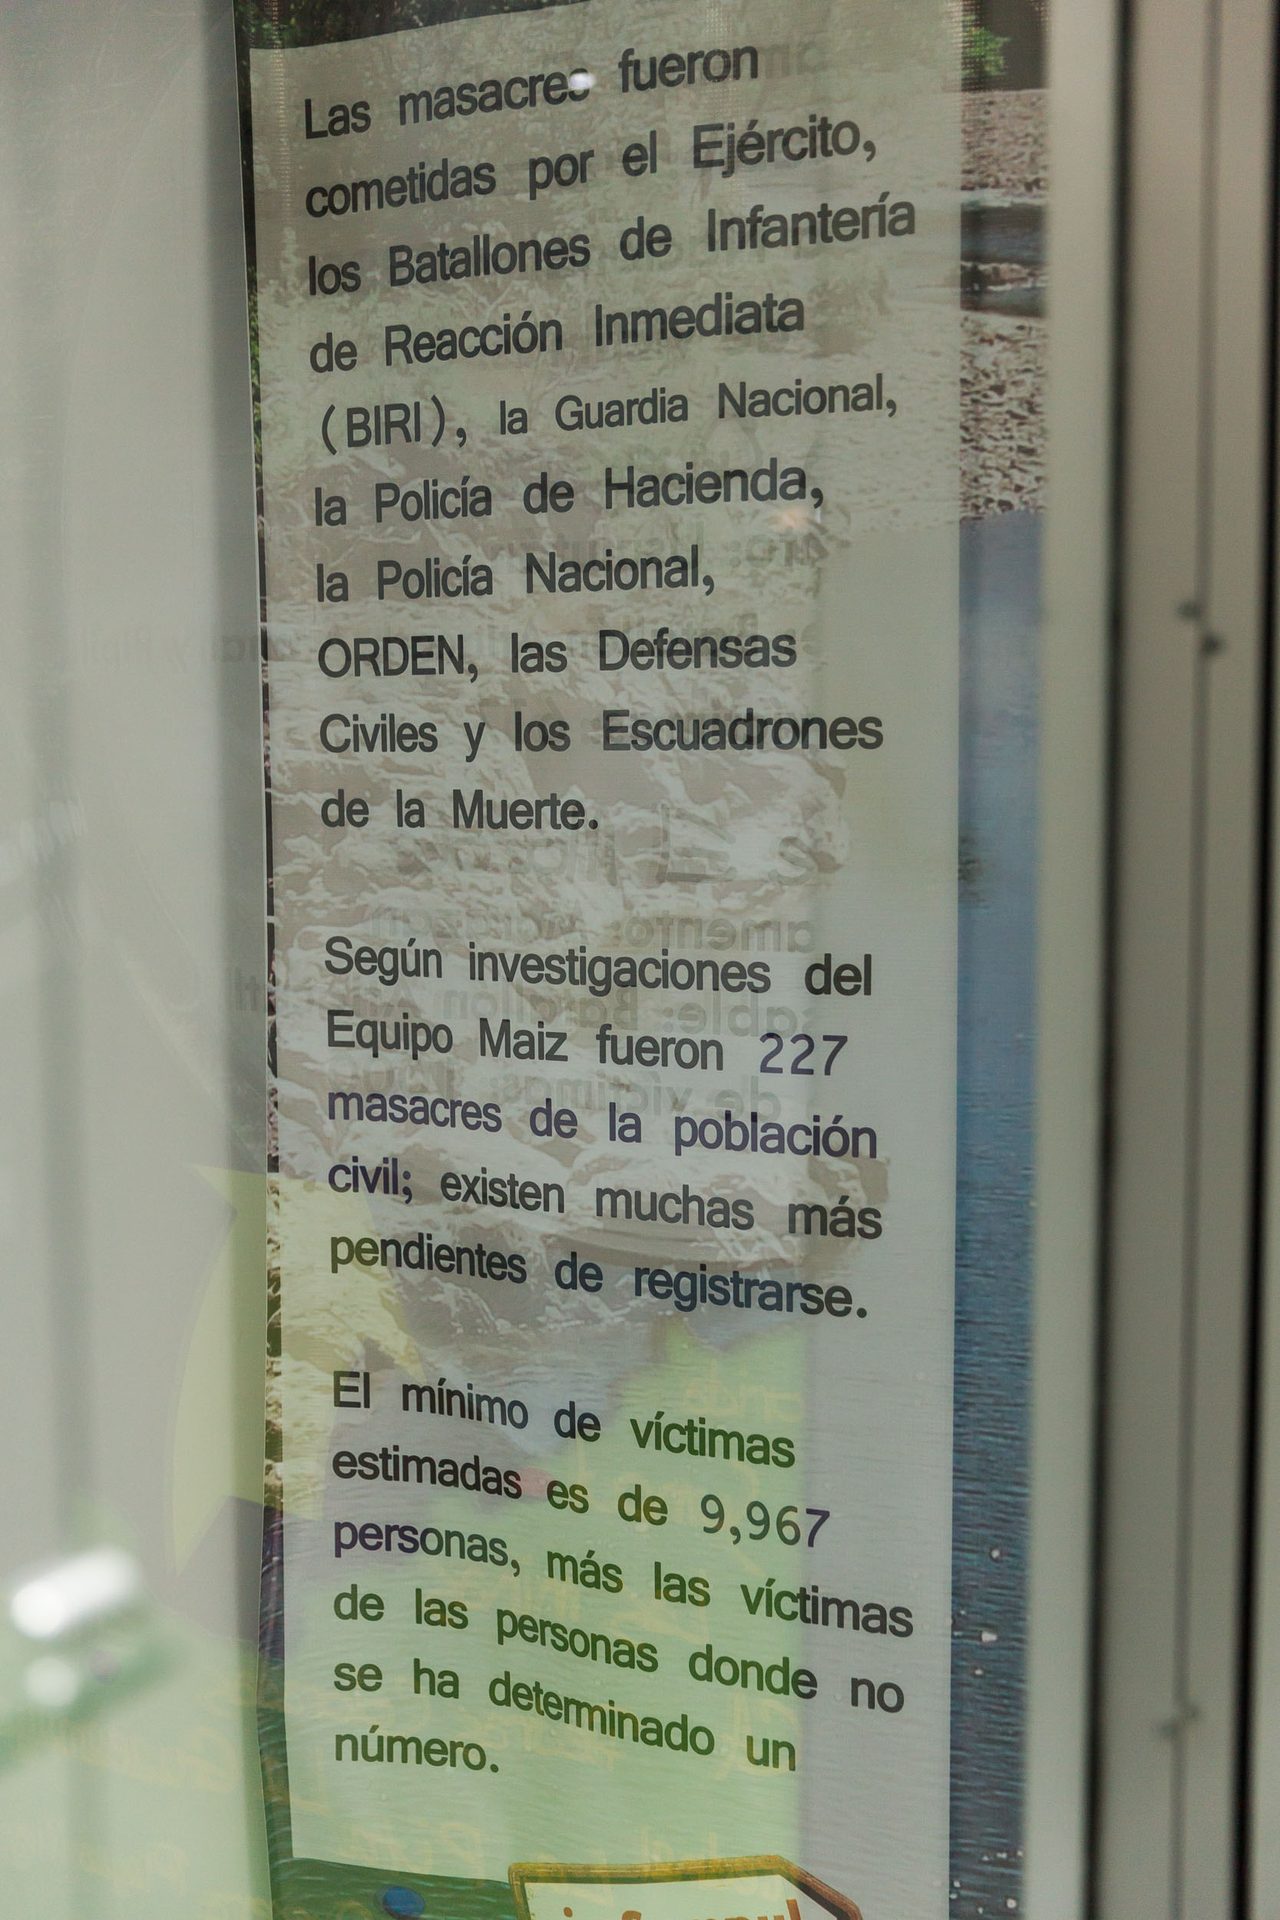 Las masacres fueron
cometidas por el Ejército,
los Batallones de Infantería
de Reacción Inmediata
(BIRI), la Guardia Nacional,
la Policía de Hacienda,
la Policía Nacional,
ORDEN, las Defensas
Civiles y los Escuadrones
de la Muerte.
Según investigaciones del
Equipo Maiz fueron 227
masacres de la población
civil; existen muchas más
pendientes de registrarse.
El mínimo de víctimas
estimadas es de 9,967
personas, más las víctimas
de las personas donde no
se ha determinado un
número.